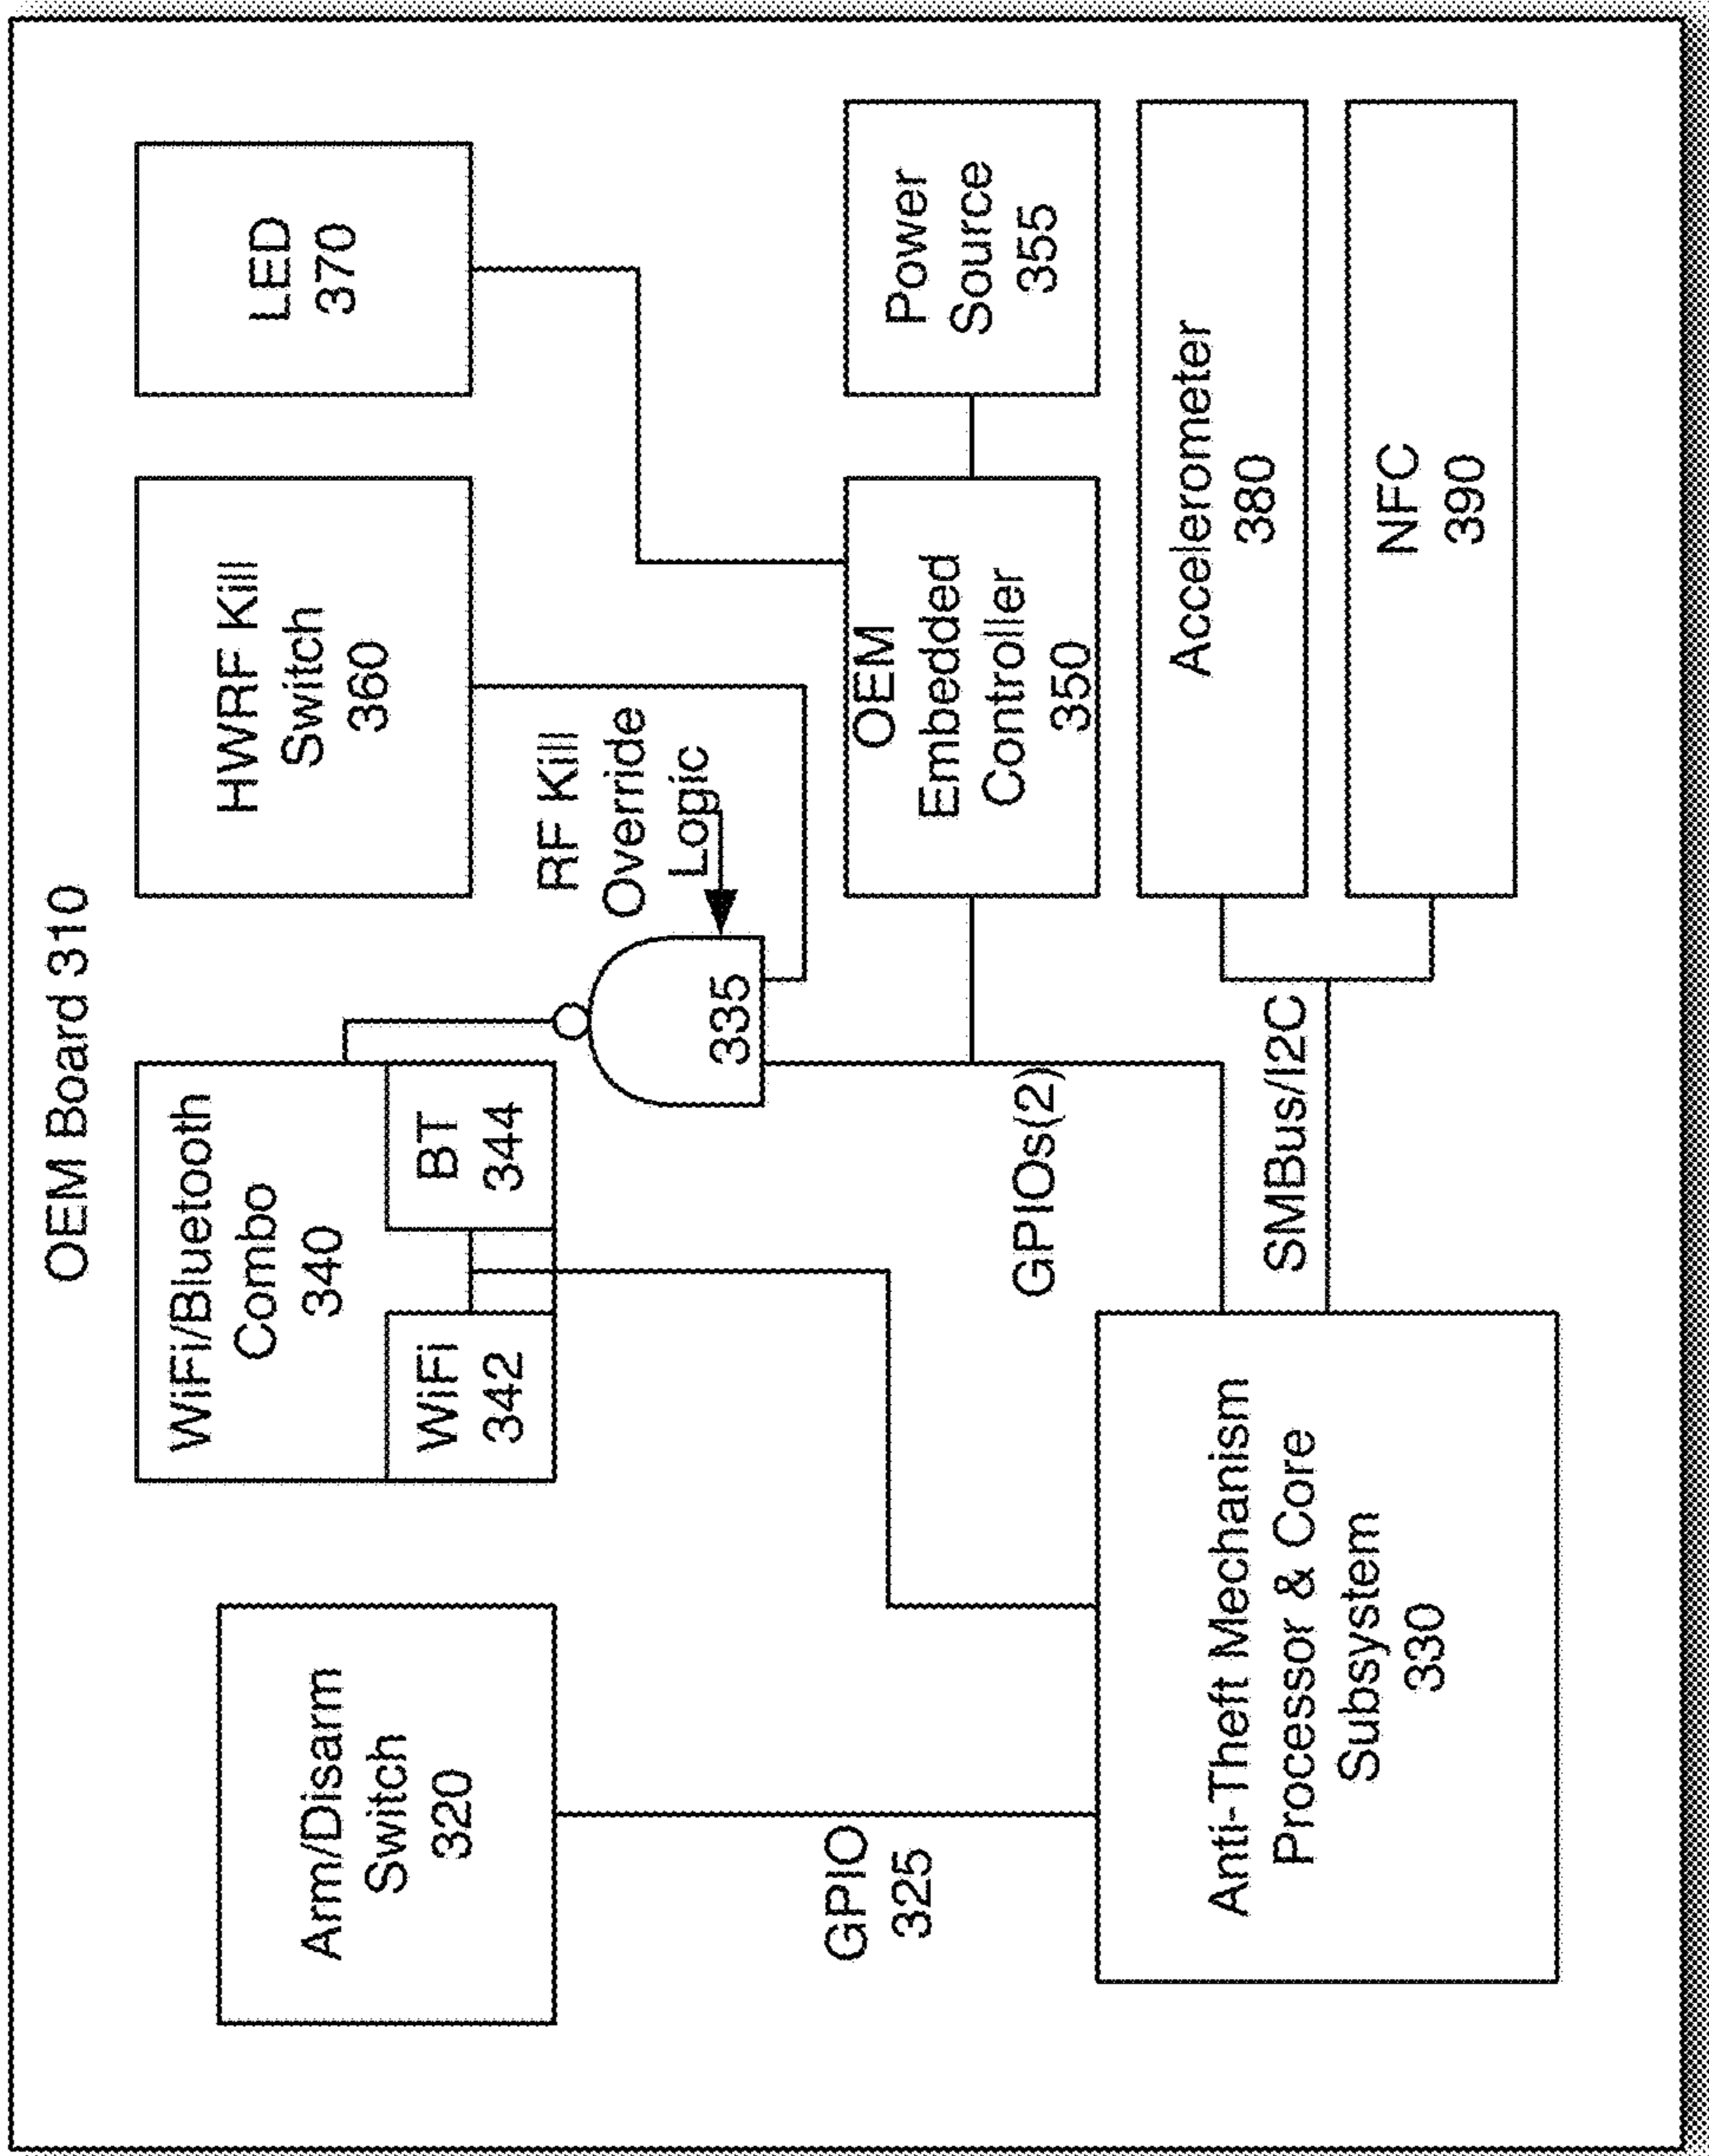 OEM Board 310
Arm/Disarm
Switch
320
WiFi/Bluetooth
Combo
340
WiFi
342
BT
344
HWRF Kill
Switch
360
LED
370
RF Kill
Override
Logic
335
GPIO
325
OEM
Embedded
Controller
350
Power
Source
355
GPIOs(2)
Anti-Theft Mechanism
Processor & Core
Subsystem
330
SMBus/I2C
Accelerometer
380
NFC
390